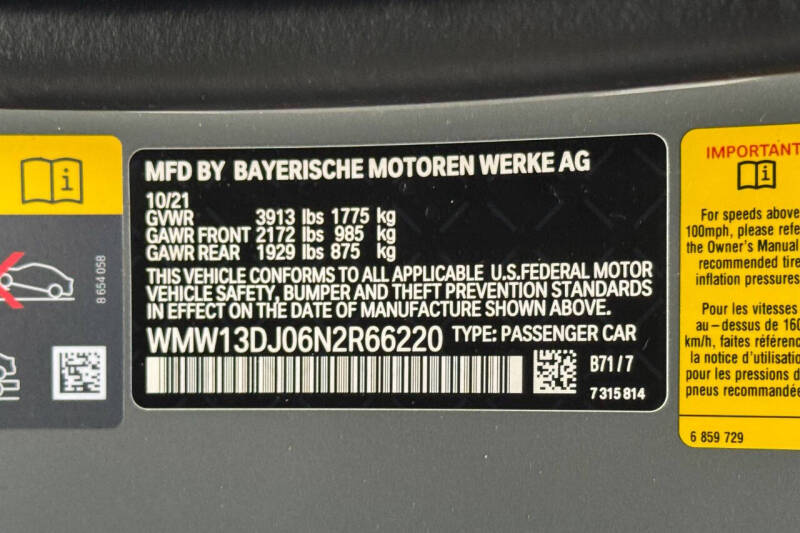 8 654 058
MFD BY BAYERISCHE MOTOREN WERKE AG
10/21
GVWR 3913 lbs 1775 kg
GAWR FRONT 2172 lbs 985 kg
GAWR REAR 1929 lbs 875 kg
THIS VEHICLE CONFORMS TO ALL APPLICABLE U.S.FEDERAL MOTOR
VEHICLE SAFETY, BUMPER AND THEFT PREVENTION STANDARDS
IN EFFECT ON THE DATE OF MANUFACTURE SHOWN ABOVE.
WMW13DJ06N2R66220 TYPE: PASSENGER CAR
B71/7
7 315 814
IMPORTANT
For speeds above
100mph, please refe
the Owner's Manual
recommended tire
inflation pressures
Pour les vitesses
au-dessus de 160
km/h, faites référenc
la notice d'utilisatio
pour les pressions d
pneus recommandée
6 859 729